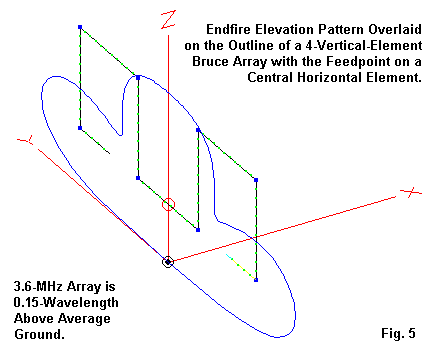 Endfire Elevation Pattern Overlaid
on the Outline of a 4-Vertical-Element
Bruce Array with the Feedpoint on a
Central Horizontal Element.
Z
Y
X
3.6-MHz Array is
0.15-Wavelength
Above Average
Ground.
Fig. 5